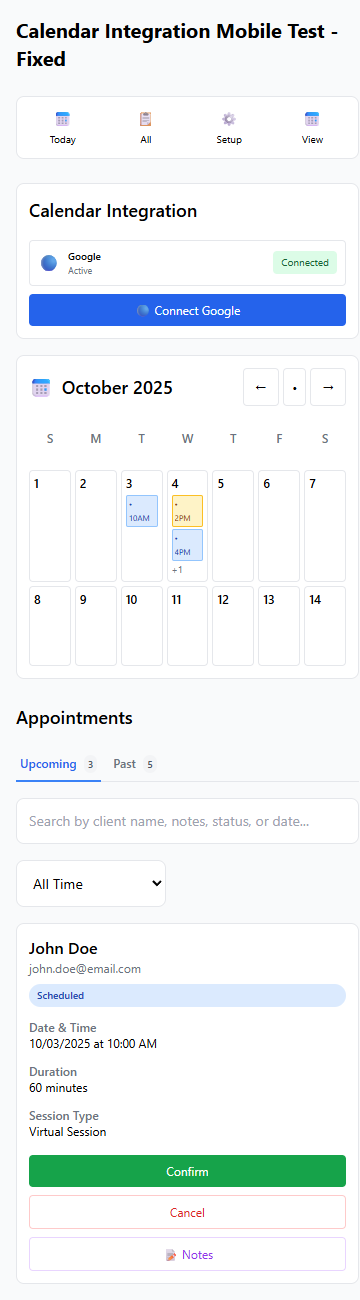 Calendar Integration Mobile Test -
Fixed
Today All Setup View
Calendar Integration
Google
Active
Connected
Connect Google
October 2025 ← • →
S M T W T F S
1 2 3 4 5 6 7
• •
10AM 2PM
•
4PM
+1
8 9 10 11 12 13 14
Appointments
Upcoming 3 Past 5
Search by client name, notes, status, or date...
All Time
John Doe
john.doe@email.com
Scheduled
Date & Time
10/03/2025 at 10:00 AM
Duration
60 minutes
Session Type
Virtual Session
Confirm
Cancel
Notes